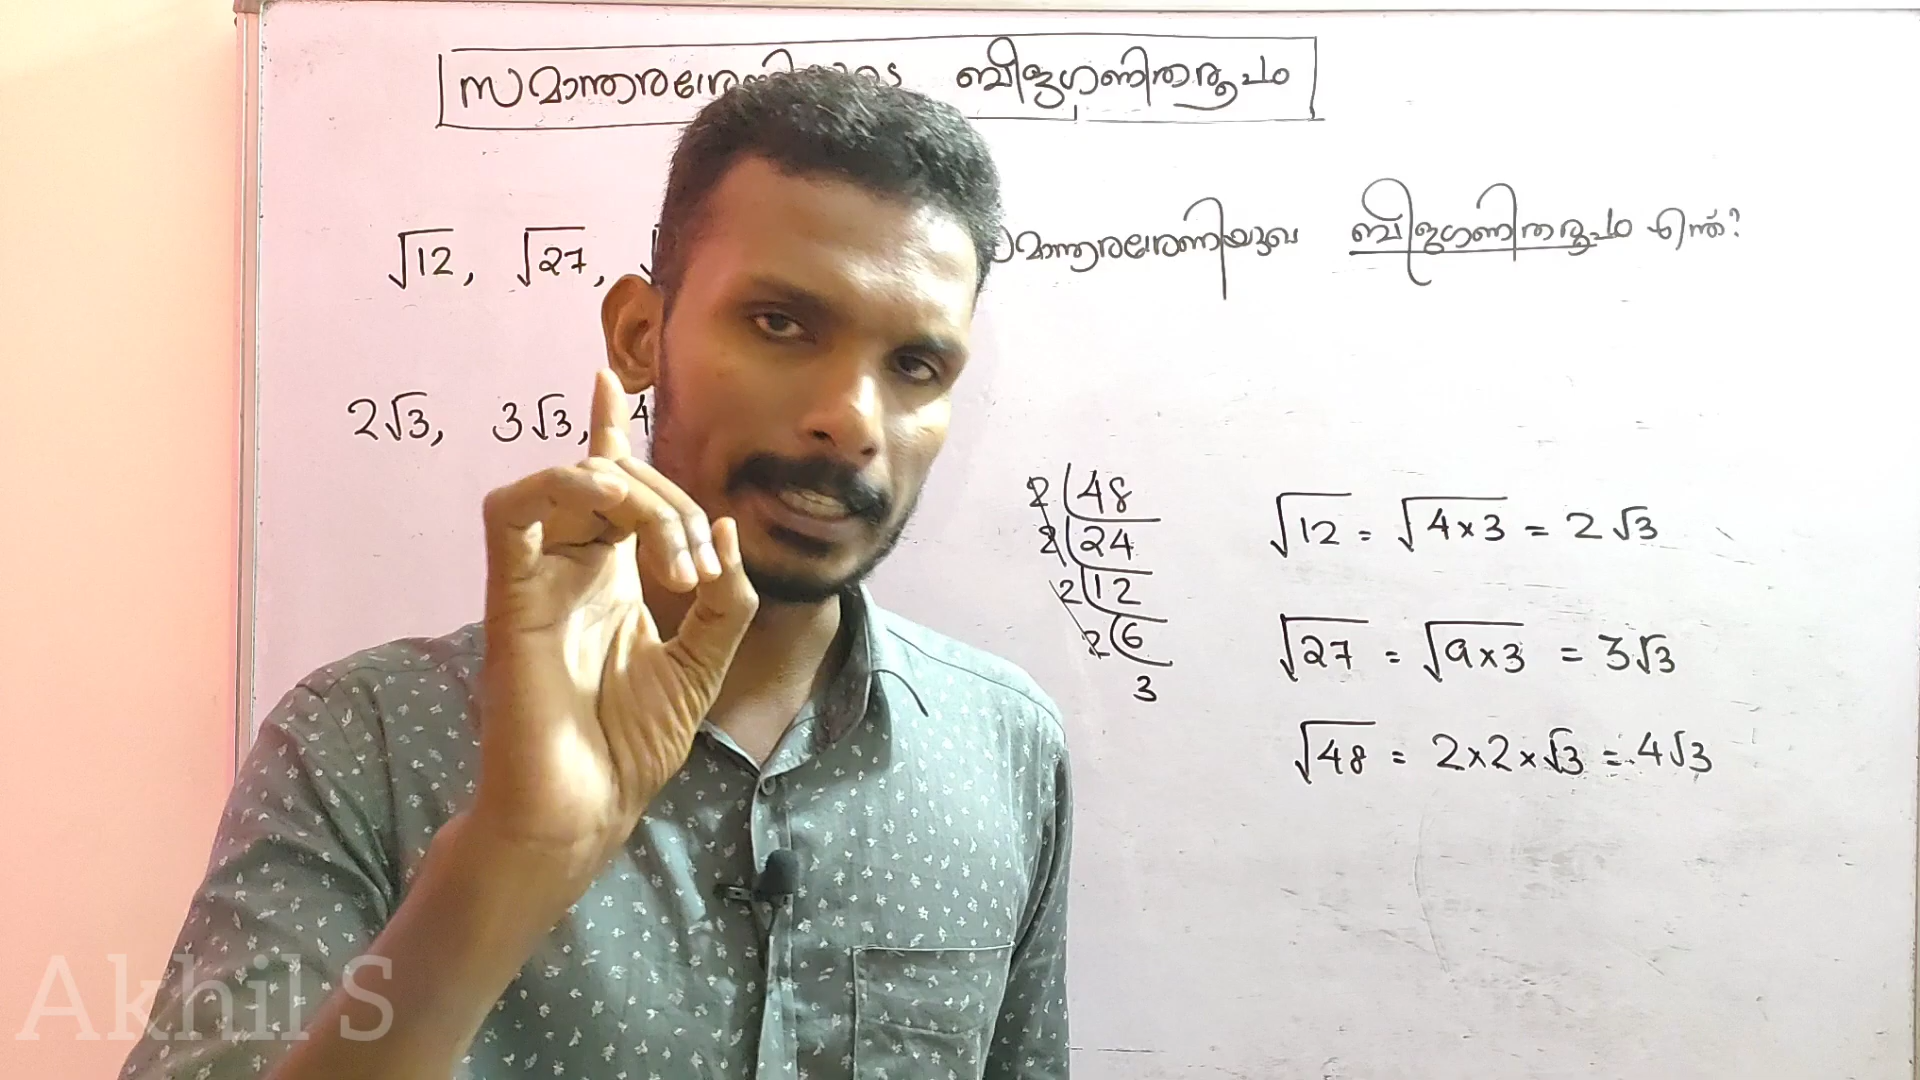 ബീജഗണിതരൂപം
√12, √27,
സമാന്തരശ്രേണിയുടെ ബീജഗണിതരൂപം എന്ത്?
2√3, 3√3, 4
2 48
2 24
2 12
2 6
3
√12 = √4×3 = 2√3
√27 = √9×3 = 3√3
√48 = 2×2×√3 = 4√3
Akhil S